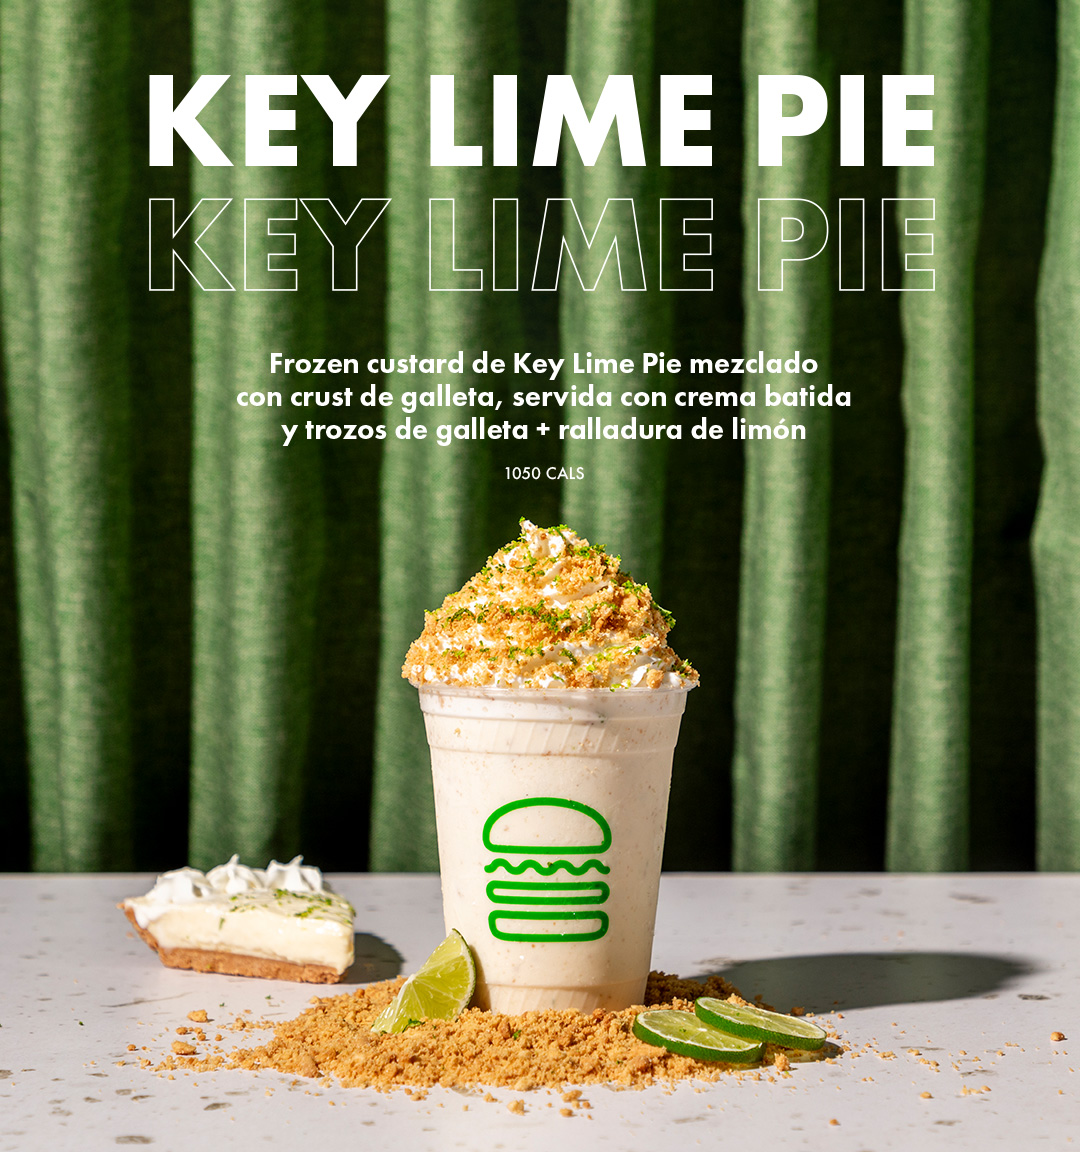 KEY LIME PIE
KEY LIME PIE
Frozen custard de Key Lime Pie mezclado
con crust de galleta, servida con crema batida
y trozos de galleta + ralladura de limón
1050 CALS